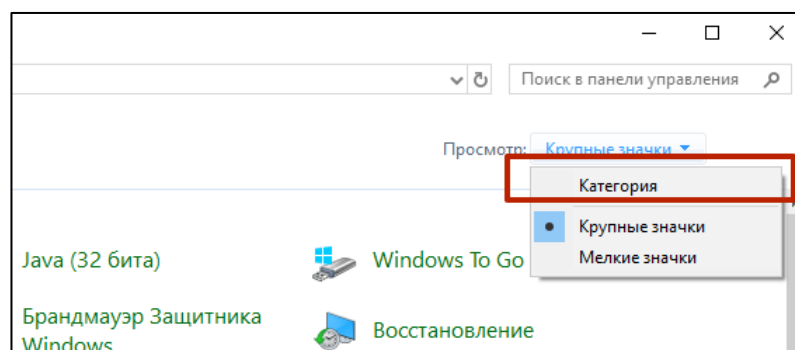 Поиск в панели управления
Просмотр: Крупные значки
Категория
Крупные значки
Мелкие значки
Java (32 бита)
Windows To Go
Брандмауэр Защитника
Windows
Восстановление